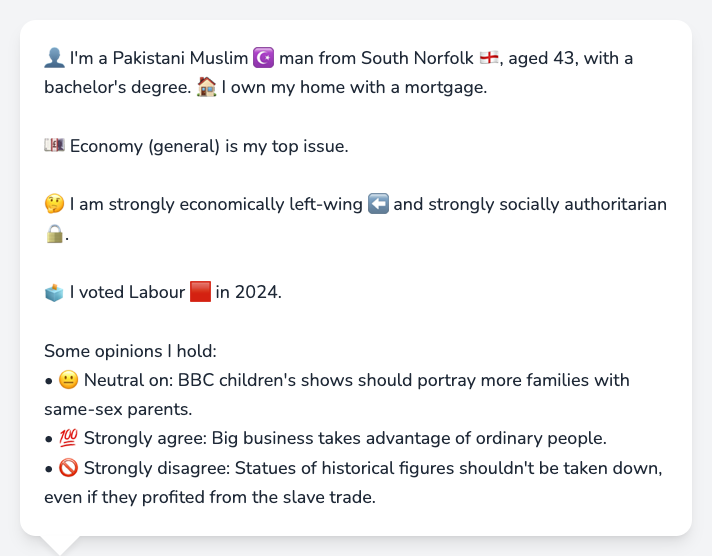 👤 I'm a Pakistani Muslim ☪️ man from South Norfolk 🏴󠁧󠁢󠁥󠁮󠁧󠁿, aged 43, with a
bachelor's degree. 🏠 I own my home with a mortgage.
💷 Economy (general) is my top issue.
🤔 I am strongly economically left-wing ⬅️ and strongly socially authoritarian
🔒.
🗳️ I voted Labour 🟥 in 2024.
Some opinions I hold:
• 😐 Neutral on: BBC children's shows should portray more families with
same-sex parents.
• 💯 Strongly agree: Big business takes advantage of ordinary people.
• 🚫 Strongly disagree: Statues of historical figures shouldn't be taken down,
even if they profited from the slave trade.